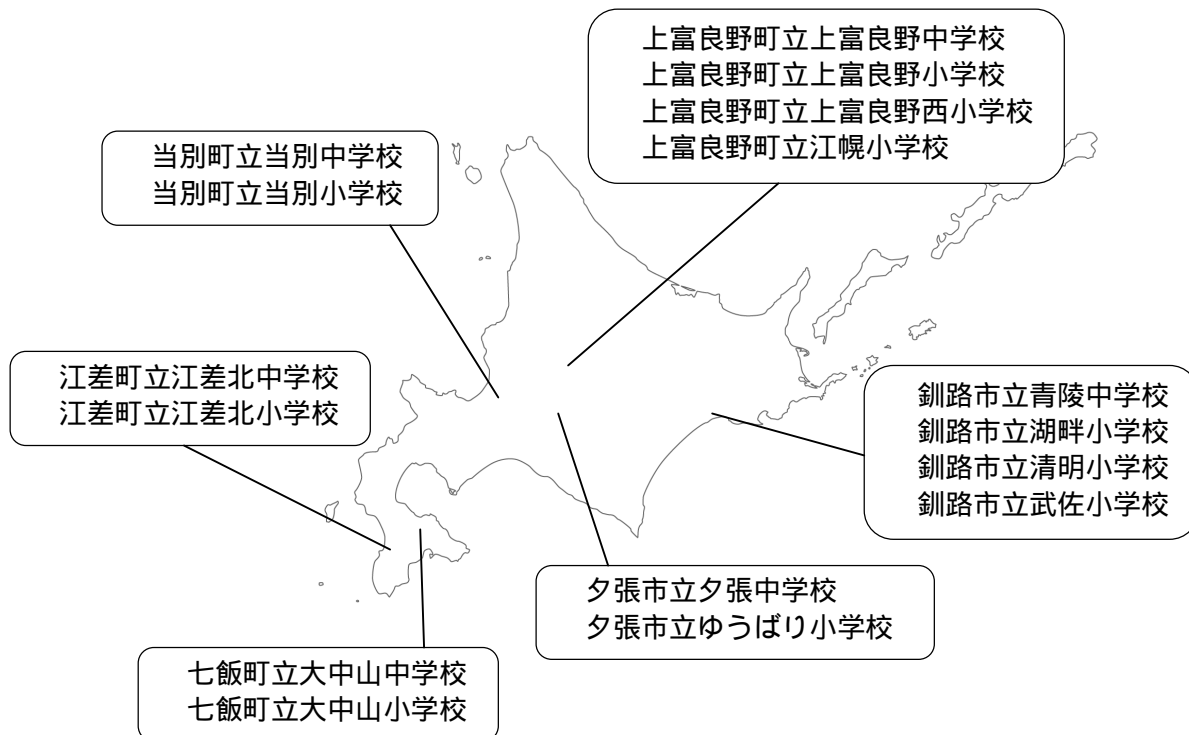 上富良野町立上富良野中学校
上富良野町立上富良野小学校
上富良野町立上富良野西小学校
上富良野町立江幌小学校
当別町立当別中学校
当別町立当別小学校
江差町立江差北中学校
江差町立江差北小学校
釧路市立青陵中学校
釧路市立湖畔小学校
釧路市立清明小学校
釧路市立武佐小学校
夕張市立夕張中学校
夕張市立ゆうばり小学校
七飯町立大中山中学校
七飯町立大中山小学校